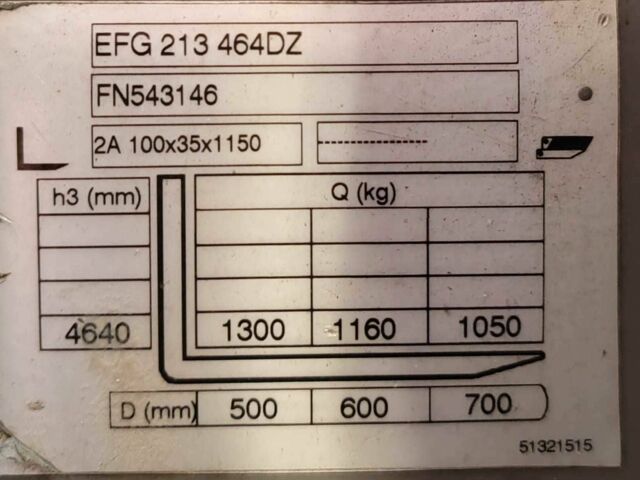 EFG 213 464DZ
FN543146
2A 100x35x1150
h3 (mm) Q (kg)
4640 1300 1160 1050
D (mm) 500 600 700
51321515